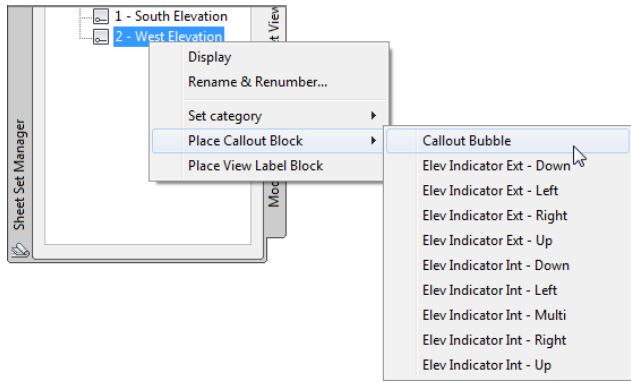 1 - South Elevation
2 - West Elevation
Display
Rename & Renumber...
Set category
Place Callout Block
Place View Label Block
Callout Bubble
Elev Indicator Ext - Down
Elev Indicator Ext - Left
Elev Indicator Ext - Right
Elev Indicator Ext - Up
Elev Indicator Int - Down
Elev Indicator Int - Left
Elev Indicator Int - Multi
Elev Indicator Int - Right
Elev Indicator Int - Up
Sheet Set Manager
View